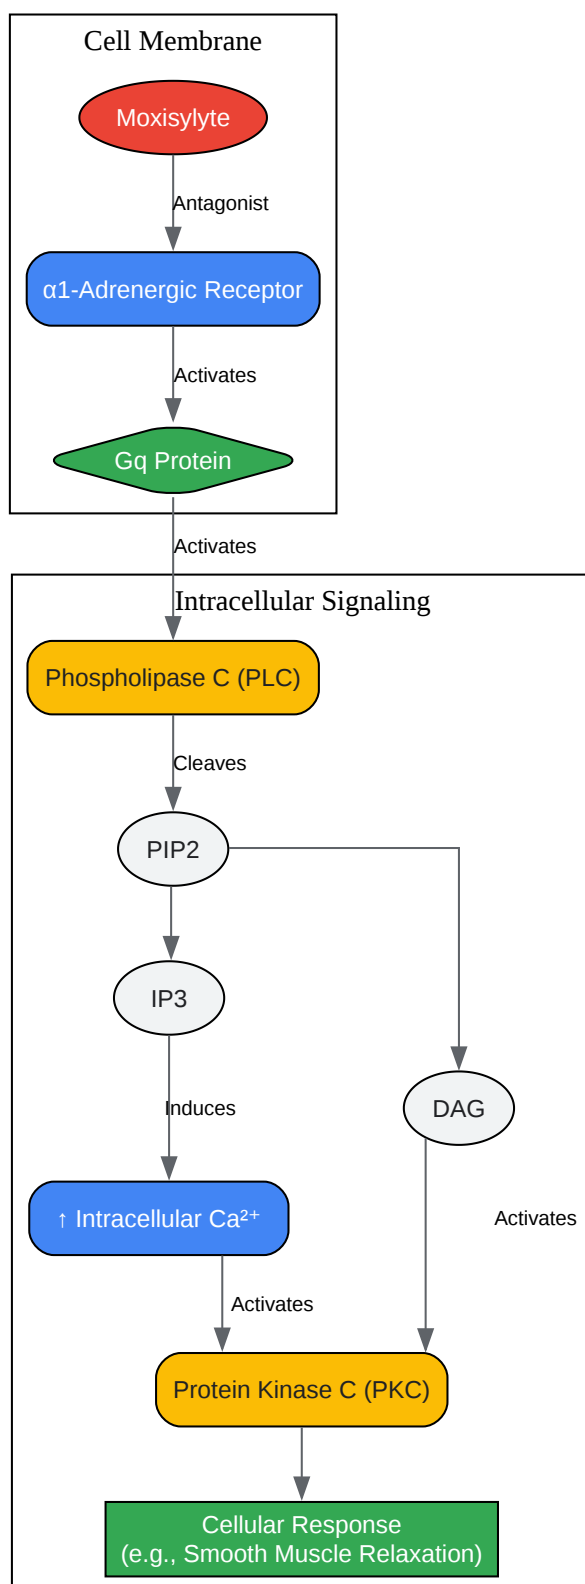 Cell Membrane
Moxisylyte
Antagonist
α1-Adrenergic Receptor
Activates
Gq Protein
Activates
Intracellular Signaling
Phospholipase C (PLC)
Cleaves
PIP2
IP3
DAG
Induces
↑ Intracellular Ca²⁺
Activates
Activates
Protein Kinase C (PKC)
Cellular Response
(e.g., Smooth Muscle Relaxation)